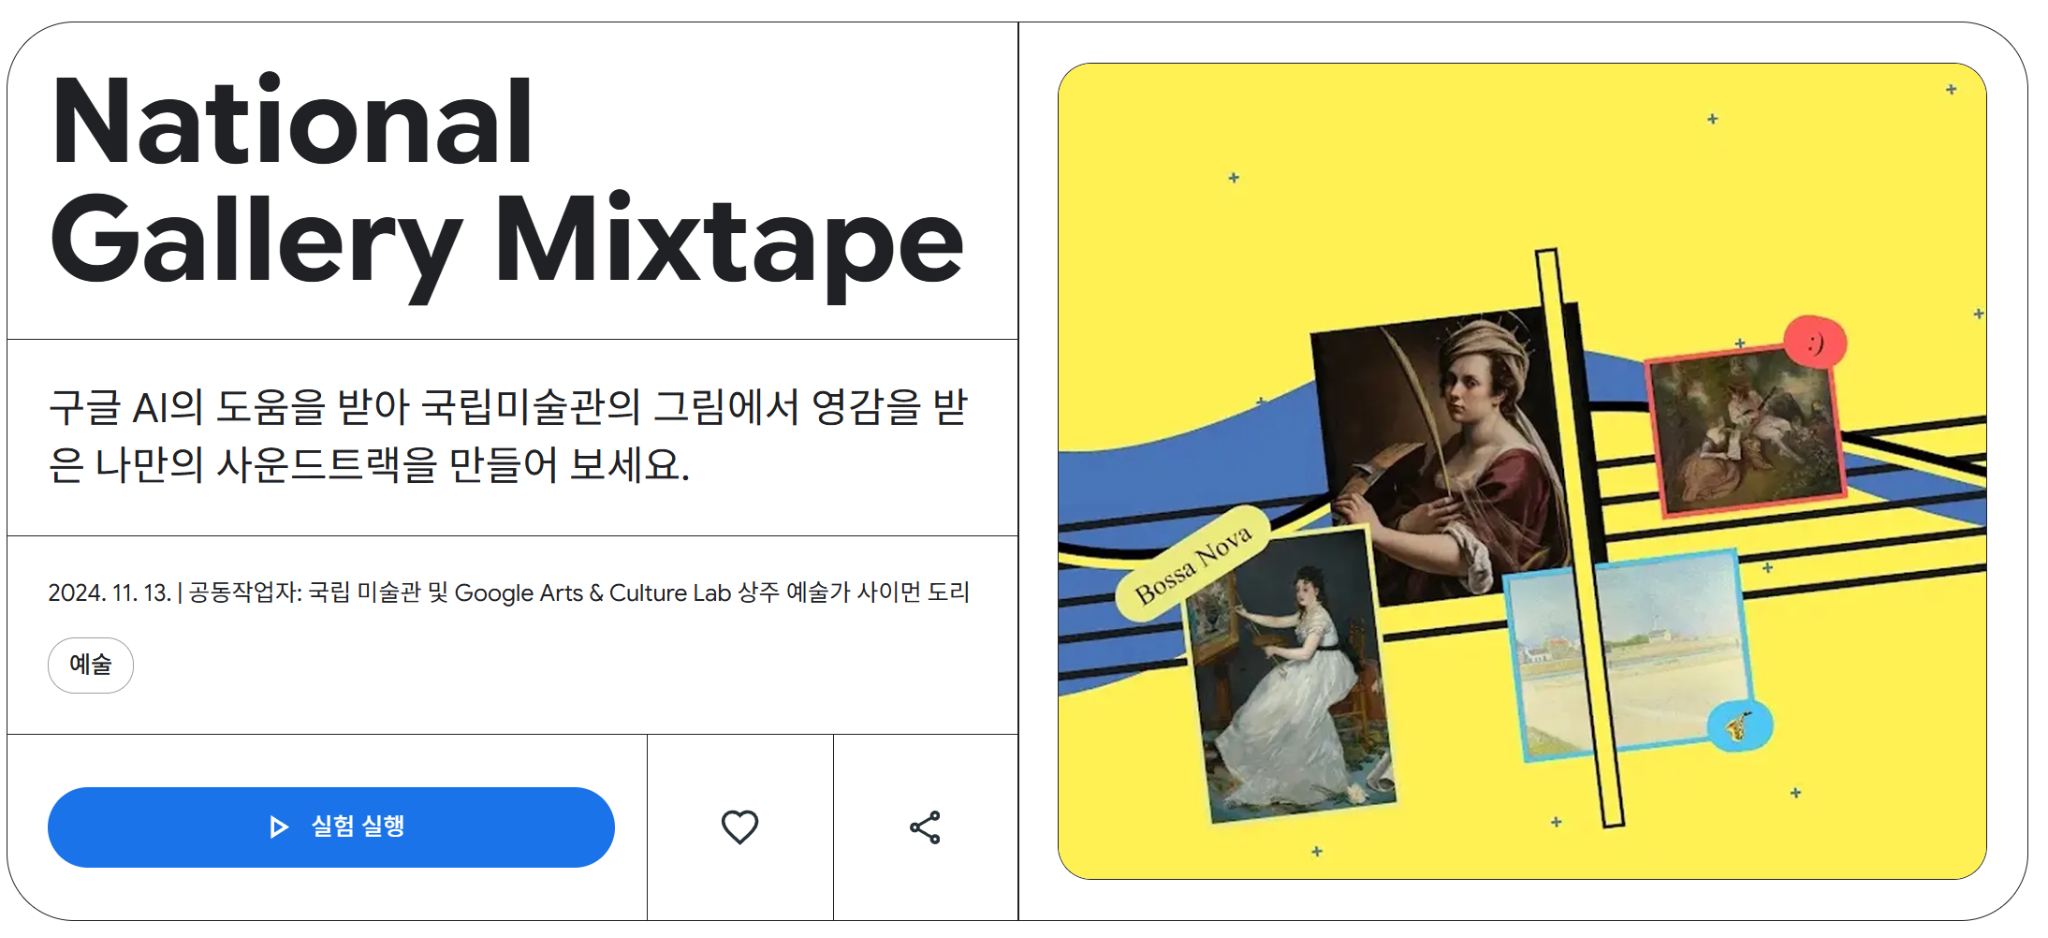 National
Gallery Mixtape
구글 AI의 도움을 받아 국립미술관의 그림에서 영감을 받
은 나만의 사운드트랙을 만들어 보세요.
2024. 11. 13. | 공동작업자: 국립 미술관 및 Google Arts & Culture Lab 상주 예술가 사이먼 도리
예술
실험 실행
:)
Bossa Nova